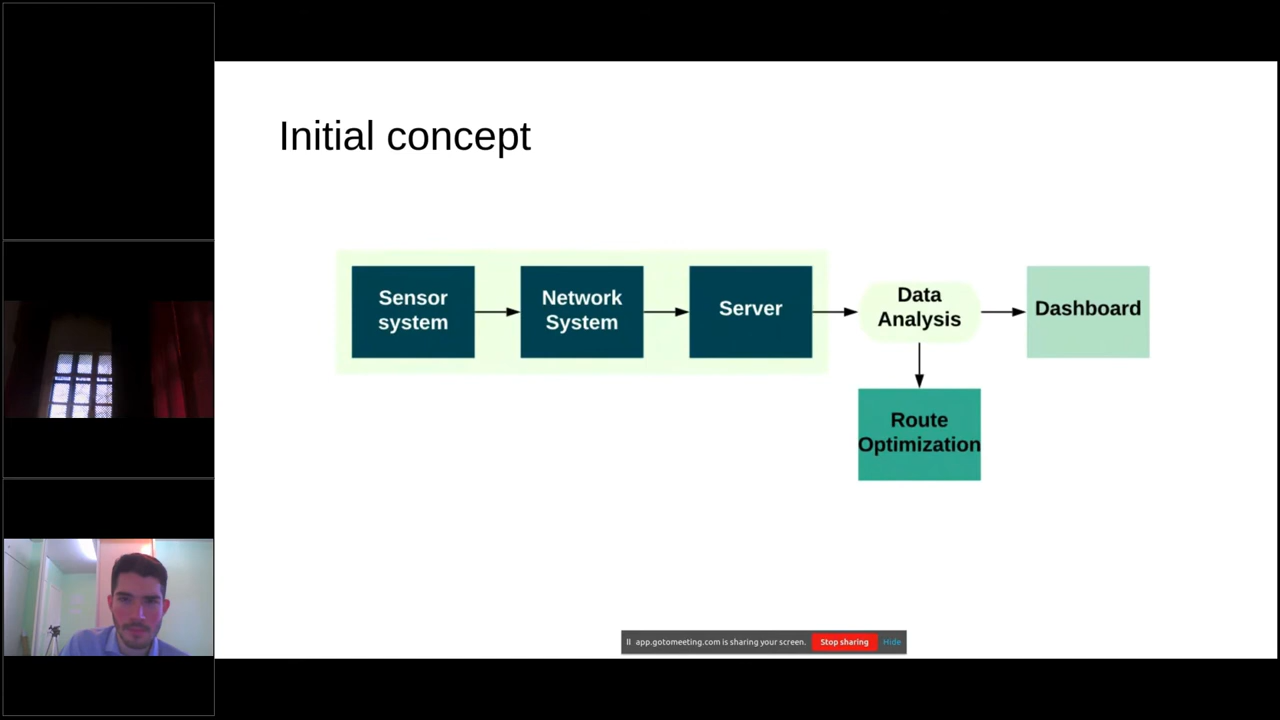 Initial concept
Sensor
system
Network
System
Server
Data
Analysis
Dashboard
Route
Optimization
app.gotomeeting.com is sharing your screen. Stop sharing Hide